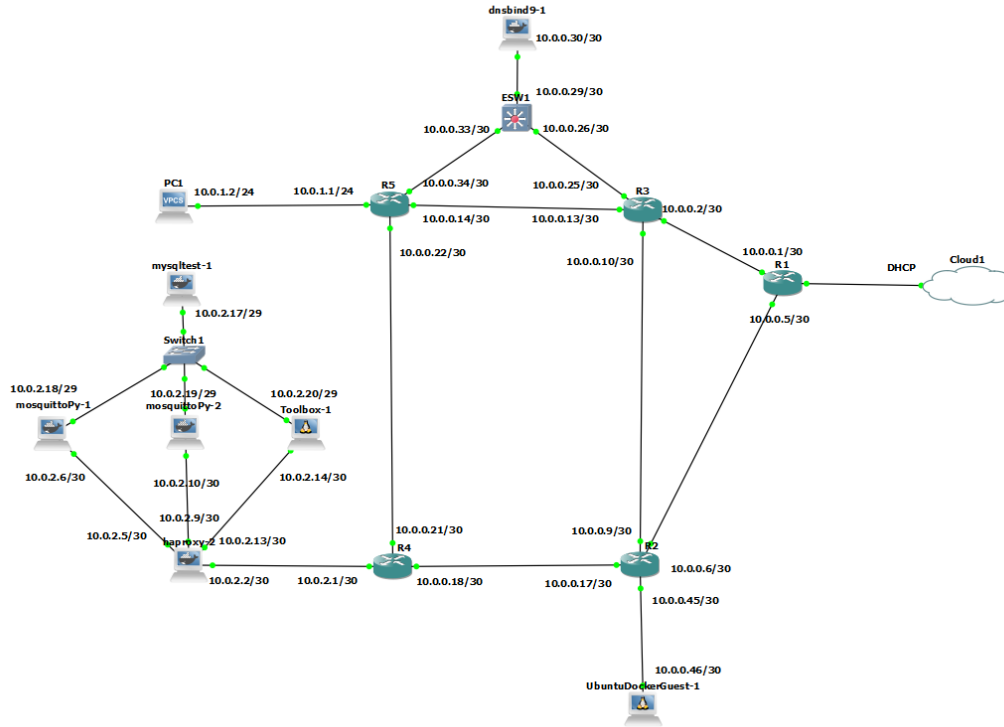 dnsbind9-1
10.0.0.30/30
10.0.0.29/30
ESW1
10.0.0.33/30
10.0.0.26/30
PC1
VPCS
10.0.1.2/24
10.0.1.1/24
R5
10.0.0.34/30
10.0.0.25/30
R3
10.0.0.14/30
10.0.0.13/30
10.0.0.2/30
10.0.0.22/30
10.0.0.10/30
10.0.0.1/30
R1
DHCP
Cloud1
10.0.0.5/30
mysqltest-1
10.0.2.17/29
Switch1
10.0.2.18/29
10.0.2.19/29
10.0.2.20/29
mosquittoPy-1
mosquittoPy-2
Toolbox-1
10.0.2.6/30
10.0.2.10/30
10.0.2.14/30
10.0.2.9/30
10.0.2.5/30
10.0.2.13/30
haproxy-2
10.0.2.2/30
10.0.2.1/30
10.0.0.21/30
R4
10.0.0.18/30
10.0.0.9/30
R2
10.0.0.17/30
10.0.0.6/30
10.0.0.45/30
10.0.0.46/30
UbuntuDockerGuest-1